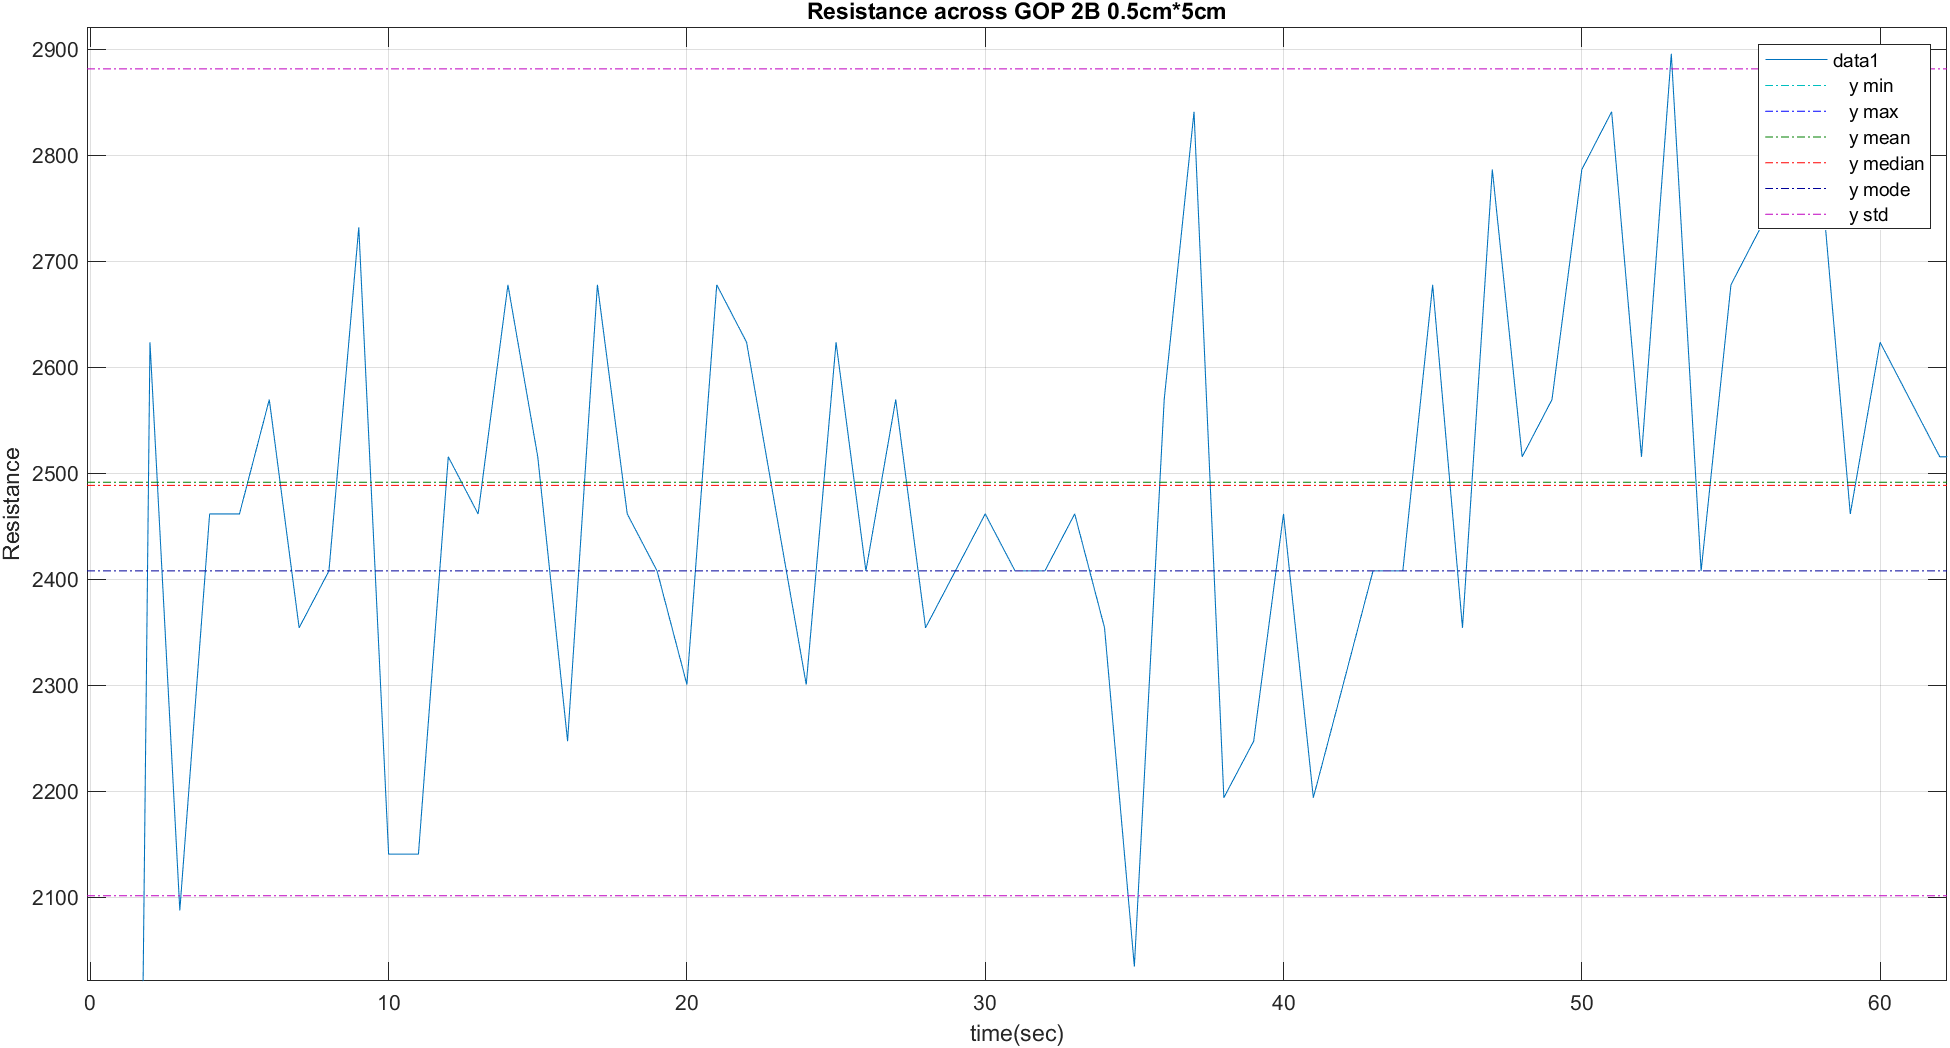 Resistance across GOP 2B 0.5cm*5cm
2900
2800
2700
2600
2500
2400
2300
2200
2100
Resistance
0 10 20 30 40 50 60
time(sec)
data1
y min
y max
y mean
y median
y mode
y std